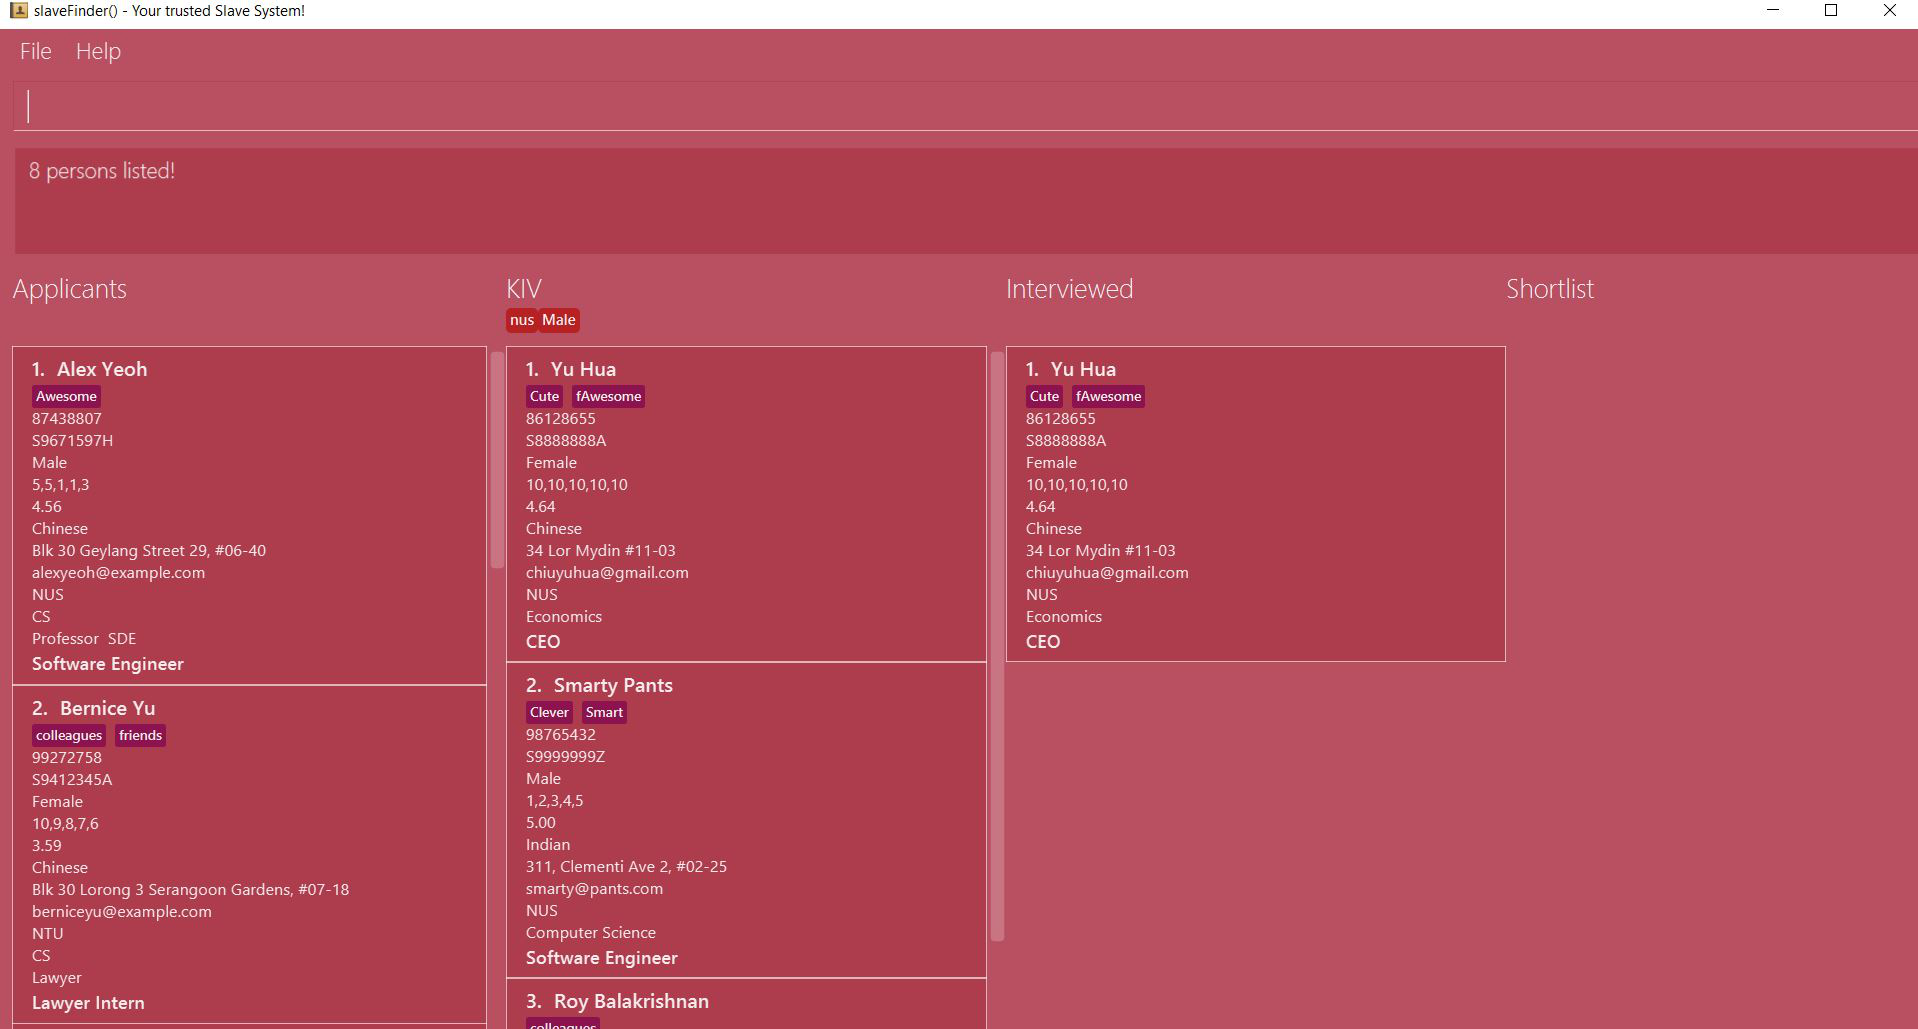 slaveFinder() - Your trusted Slave System!
File Help
8 persons listed!
Applicants
1. Alex Yeoh
Awesome
87438807
S9671597H
Male
5,5,1,1,3
4.56
Chinese
Blk 30 Geylang Street 29, #06-40
alexyeoh@example.com
NUS
CS
Professor SDE
Software Engineer
2. Bernice Yu
colleagues friends
99272758
S9412345A
Female
10,9,8,7,6
3.59
Chinese
Blk 30 Lorong 3 Serangoon Gardens, #07-18
berniceyu@example.com
NTU
CS
Lawyer
Lawyer Intern
KIV
nus Male
1. Yu Hua
Cute fAwesome
86128655
S8888888A
Female
10,10,10,10,10
4.64
Chinese
34 Lor Mydin #11-03
chiuyuhua@gmail.com
NUS
Economics
CEO
2. Smarty Pants
Clever Smart
98765432
S9999999Z
Male
1,2,3,4,5
5.00
Indian
311, Clementi Ave 2, #02-25
smarty@pants.com
NUS
Computer Science
Software Engineer
3. Roy Balakrishnan
colleagues
Interviewed
1. Yu Hua
Cute fAwesome
86128655
S8888888A
Female
10,10,10,10,10
4.64
Chinese
34 Lor Mydin #11-03
chiuyuhua@gmail.com
NUS
Economics
CEO
Shortlist